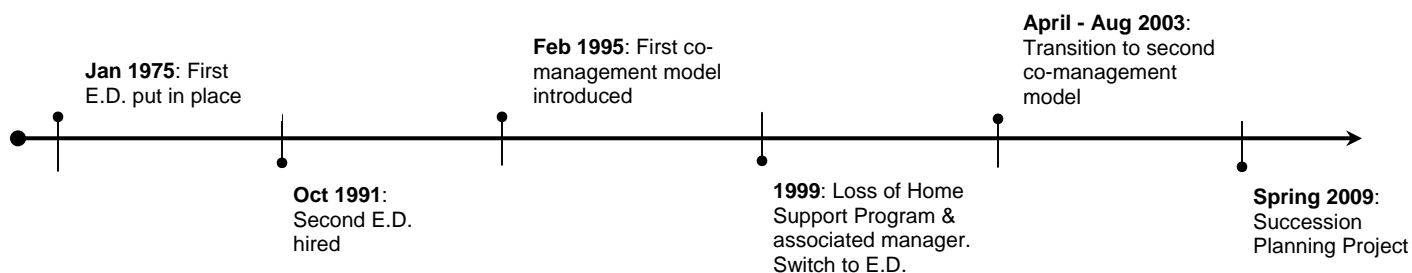 Jan 1975: First
E.D. put in place
Oct 1991:
Second E.D.
hired
Feb 1995: First co-
management model
introduced
1999: Loss of Home
Support Program &
associated manager.
Switch to E.D.
April - Aug 2003:
Transition to second
co-management
model
Spring 2009:
Succession
Planning Project